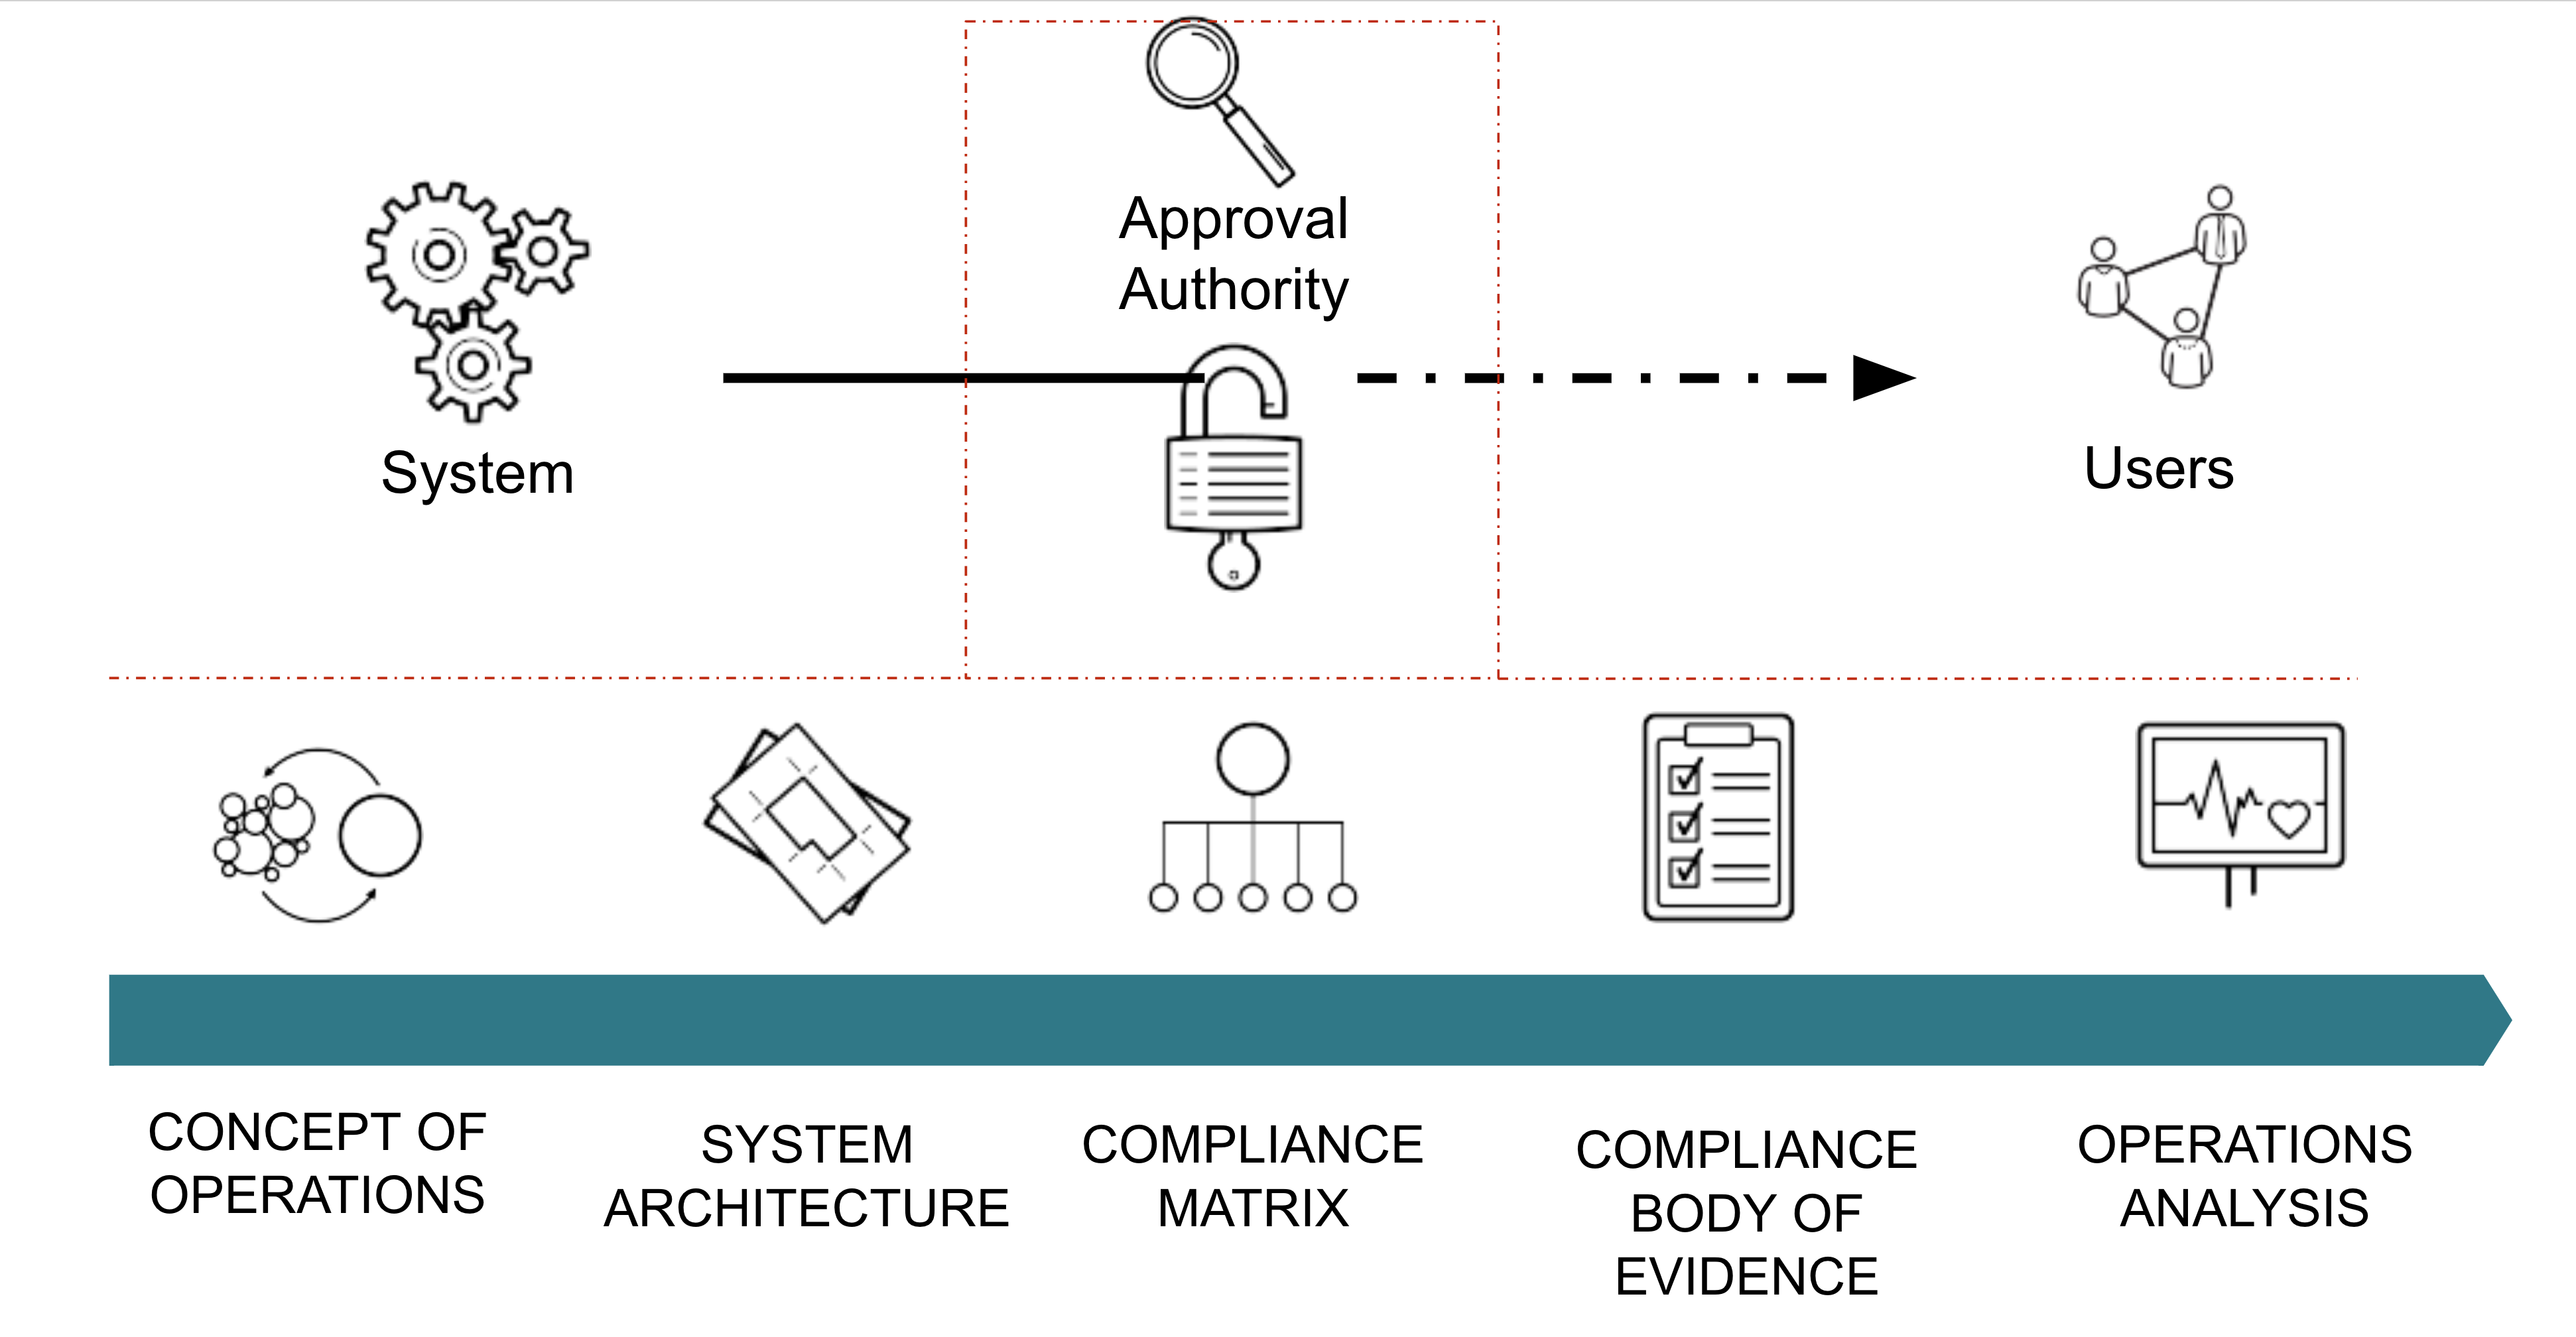 Approval
Authority
System
Users
CONCEPT OF
OPERATIONS
SYSTEM
ARCHITECTURE
COMPLIANCE
MATRIX
COMPLIANCE
BODY OF
EVIDENCE
OPERATIONS
ANALYSIS